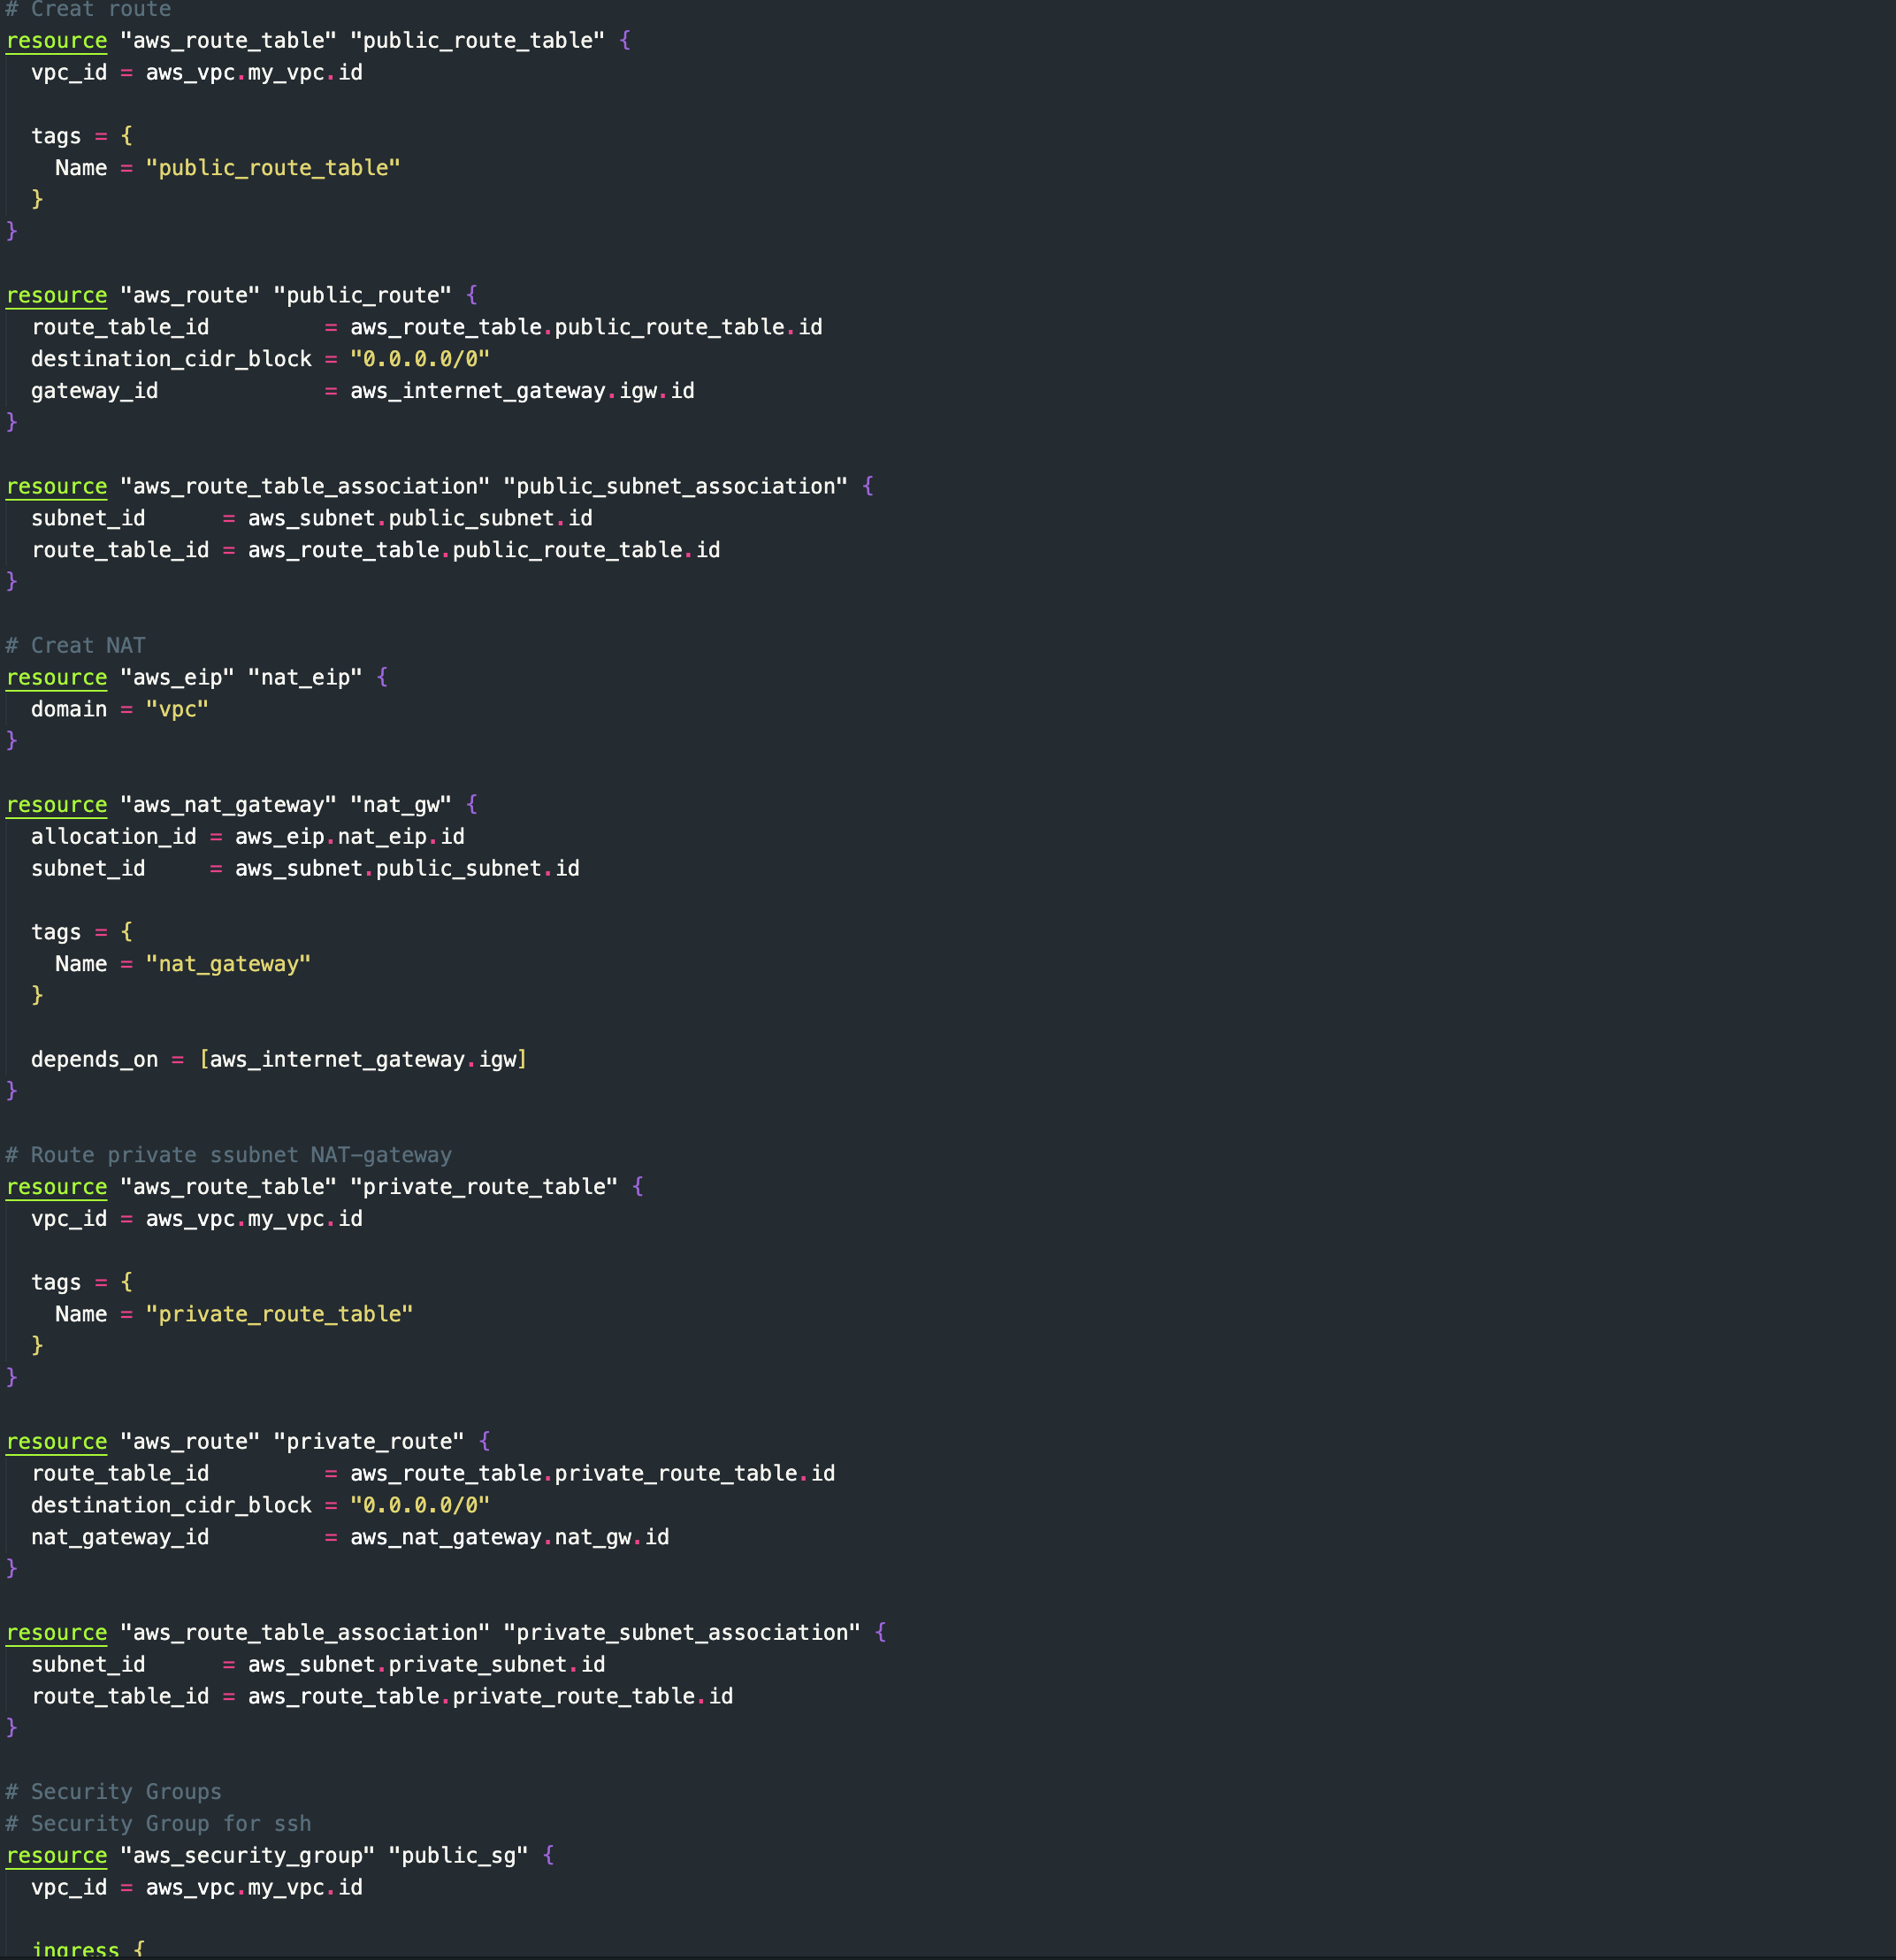 # Creat route
resource "aws_route_table" "public_route_table" {
  vpc_id = aws_vpc.my_vpc.id

  tags = {
    Name = "public_route_table"
  }
}

resource "aws_route" "public_route" {
  route_table_id         = aws_route_table.public_route_table.id
  destination_cidr_block = "0.0.0.0/0"
  gateway_id             = aws_internet_gateway.igw.id
}

resource "aws_route_table_association" "public_subnet_association" {
  subnet_id      = aws_subnet.public_subnet.id
  route_table_id = aws_route_table.public_route_table.id
}

# Creat NAT
resource "aws_eip" "nat_eip" {
  domain = "vpc"
}

resource "aws_nat_gateway" "nat_gw" {
  allocation_id = aws_eip.nat_eip.id
  subnet_id     = aws_subnet.public_subnet.id

  tags = {
    Name = "nat_gateway"
  }

  depends_on = [aws_internet_gateway.igw]
}

# Route private ssubnet NAT-gateway
resource "aws_route_table" "private_route_table" {
  vpc_id = aws_vpc.my_vpc.id

  tags = {
    Name = "private_route_table"
  }
}

resource "aws_route" "private_route" {
  route_table_id         = aws_route_table.private_route_table.id
  destination_cidr_block = "0.0.0.0/0"
  nat_gateway_id         = aws_nat_gateway.nat_gw.id
}

resource "aws_route_table_association" "private_subnet_association" {
  subnet_id      = aws_subnet.private_subnet.id
  route_table_id = aws_route_table.private_route_table.id
}

# Security Groups
# Security Group for ssh
resource "aws_security_group" "public_sg" {
  vpc_id = aws_vpc.my_vpc.id

  ingress {